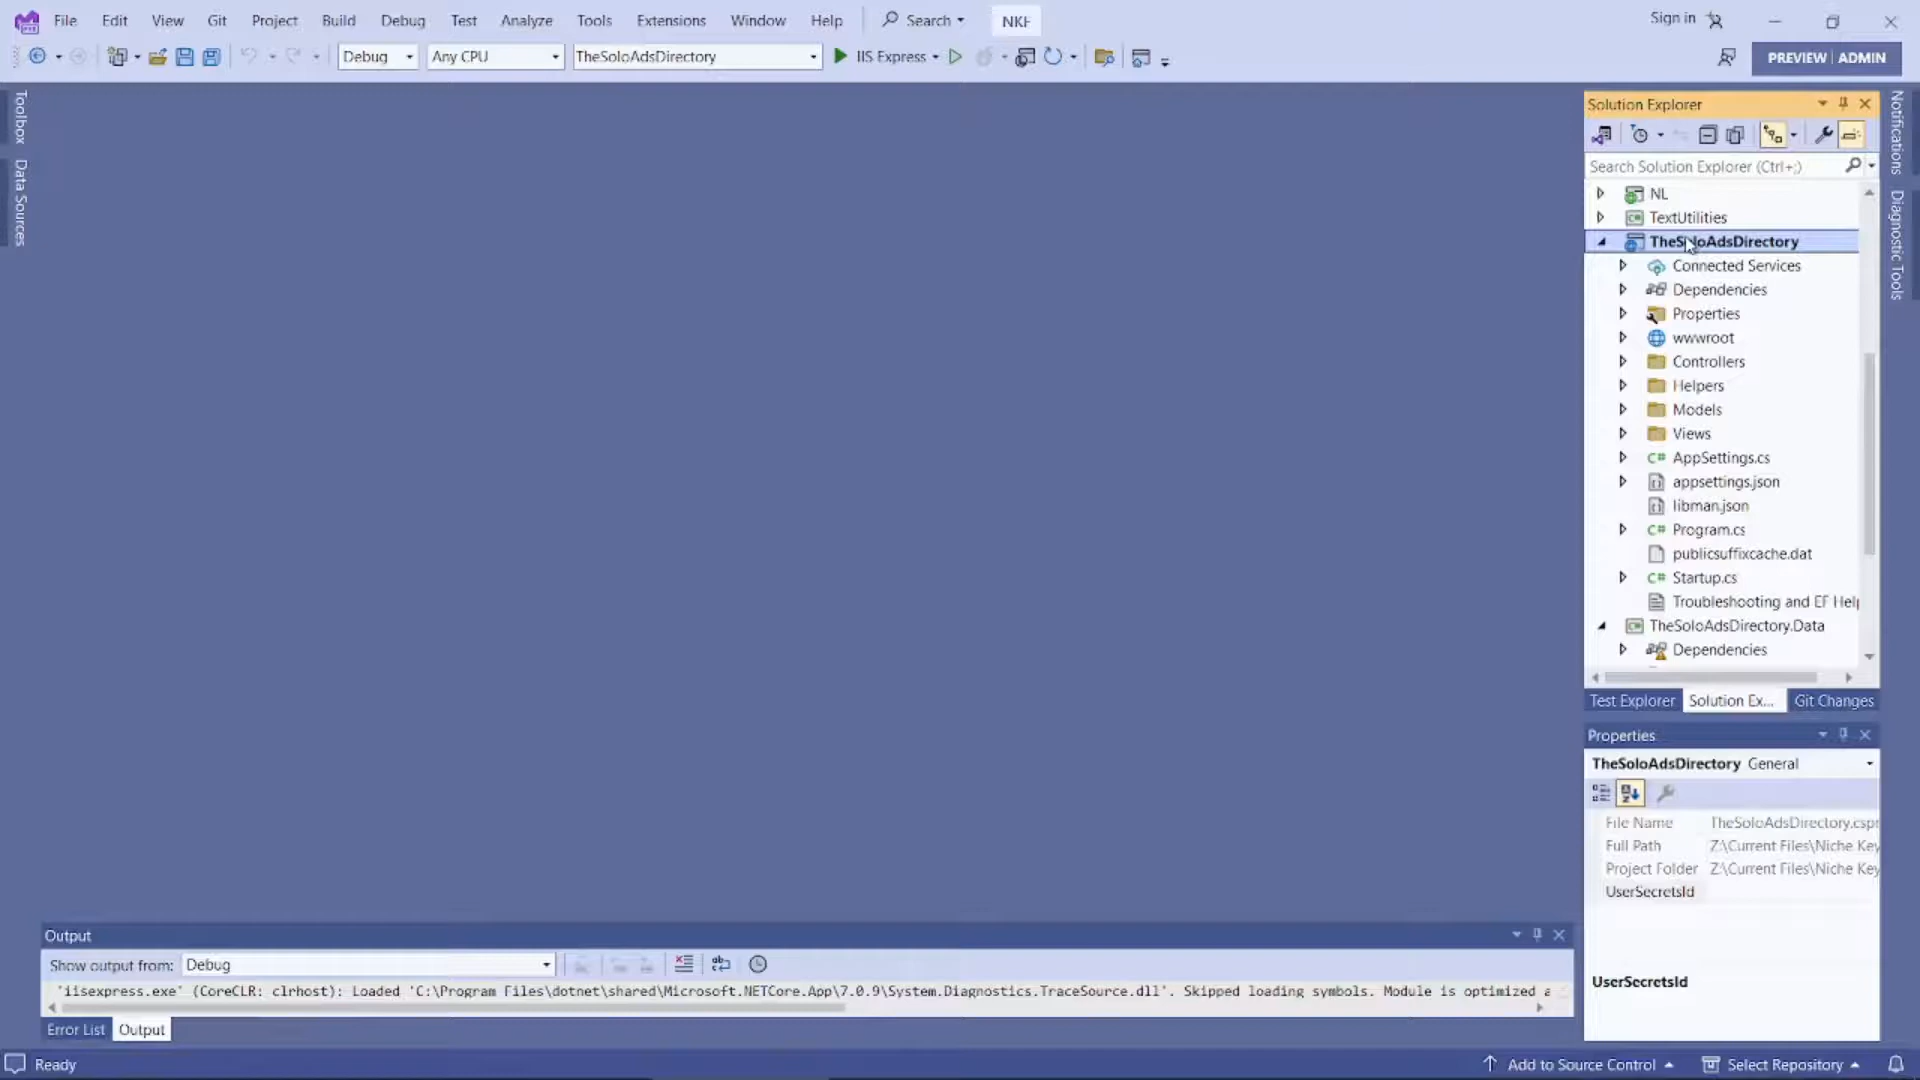 File Edit View Git Project Build Debug Test Analyze Tools Extensions Window Help Search NKF Sign in
Debug Any CPU TheSoloAdsDirectory IIS Express PREVIEW | ADMIN
Toolbox
Data Sources
Solution Explorer
Search Solution Explorer (Ctrl+;)
NL
TextUtilities
TheSoloAdsDirectory
Connected Services
Dependencies
Properties
wwwroot
Controllers
Helpers
Models
Views
AppSettings.cs
appsettings.json
libman.json
Program.cs
publicsuffixcache.dat
Startup.cs
Troubleshooting and EF Help
TheSoloAdsDirectory.Data
Dependencies
Test Explorer Solution Ex... Git Changes
Notifications
Diagnostic Tools
Properties
TheSoloAdsDirectory General
File Name TheSoloAdsDirectory.cspr
Full Path Z:\Current Files\Niche Key
Project Folder Z:\Current Files\Niche Key
UserSecretsId
UserSecretsId
Output
Show output from: Debug
'iisexpress.exe' (CoreCLR: clrhost): Loaded 'C:\Program Files\dotnet\shared\Microsoft.NETCore.App\7.0.9\System.Diagnostics.TraceSource.dll'. Skipped loading symbols. Module is optimized a
Error List Output
Ready Add to Source Control Select Repository